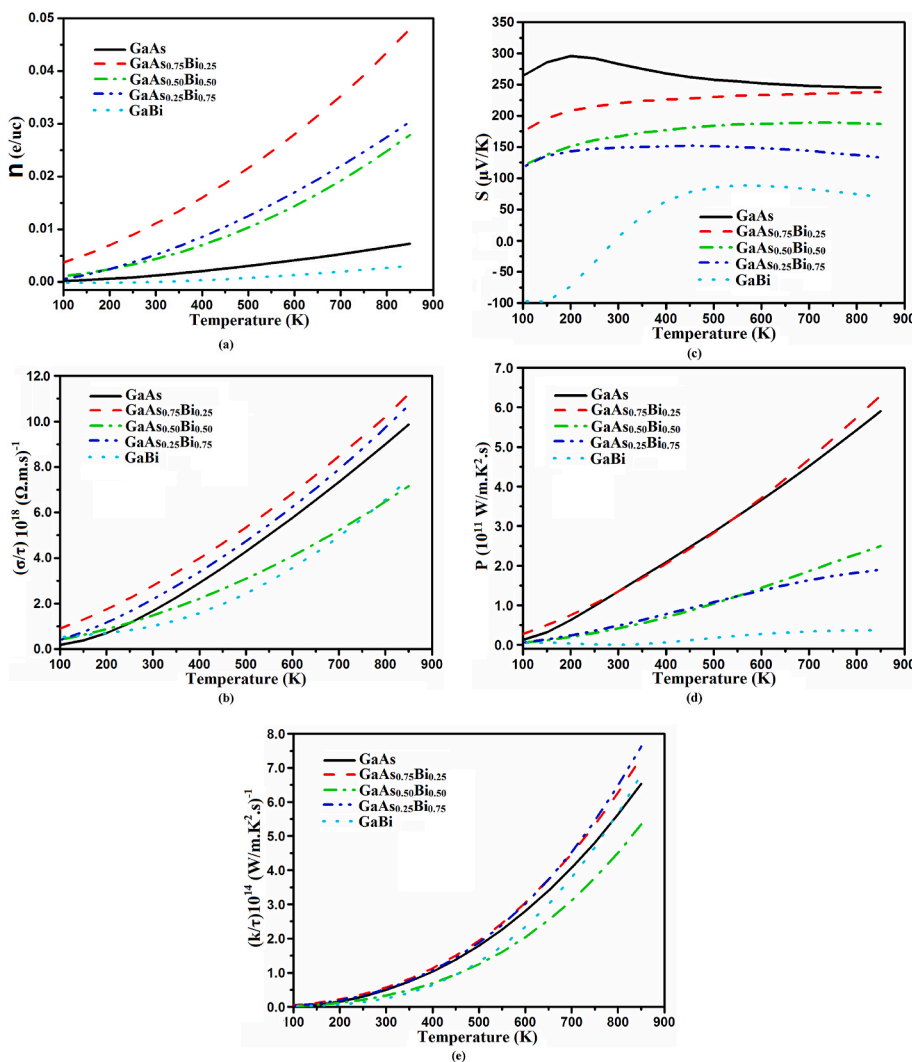 0.05
0.04
0.03
0.02
0.01
0.00
n (e/uc)
GaAs
GaAs0.75Bi0.25
GaAs0.50Bi0.50
GaAs0.25Bi0.75
GaBi
100 200 300 400 500 600 700 800 900
Temperature (K)
(a)
350
300
250
200
150
100
50
0.0
-50
-100
S (μV/K)
GaAs
GaAs0.75Bi0.25
GaAs0.50Bi0.50
GaAs0.25Bi0.75
GaBi
100 200 300 400 500 600 700 800 900
Temperature (K)
(c)
12.0
10.0
8.0
6.0
4.0
2.0
0.0
(σ/τ) 10^18 (Ω.m.s)^-1
GaAs
GaAs0.75Bi0.25
GaAs0.50Bi0.50
GaAs0.25Bi0.75
GaBi
100 200 300 400 500 600 700 800 900
Temperature (K)
(b)
7.0
6.0
5.0
4.0
3.0
2.0
1.0
0.0
P (10^11 W/m.K^2.s)
GaAs
GaAs0.75Bi0.25
GaAs0.50Bi0.50
GaAs0.25Bi0.75
GaBi
100 200 300 400 500 600 700 800 900
Temperature (K)
(d)
8.0
7.0
6.0
5.0
4.0
3.0
2.0
1.0
0.0
(k/τ)10^14 (W/m.K^2.s)^-1
GaAs
GaAs0.75Bi0.25
GaAs0.50Bi0.50
GaAs0.25Bi0.75
GaBi
100 200 300 400 500 600 700 800 900
Temperature (K)
(e)